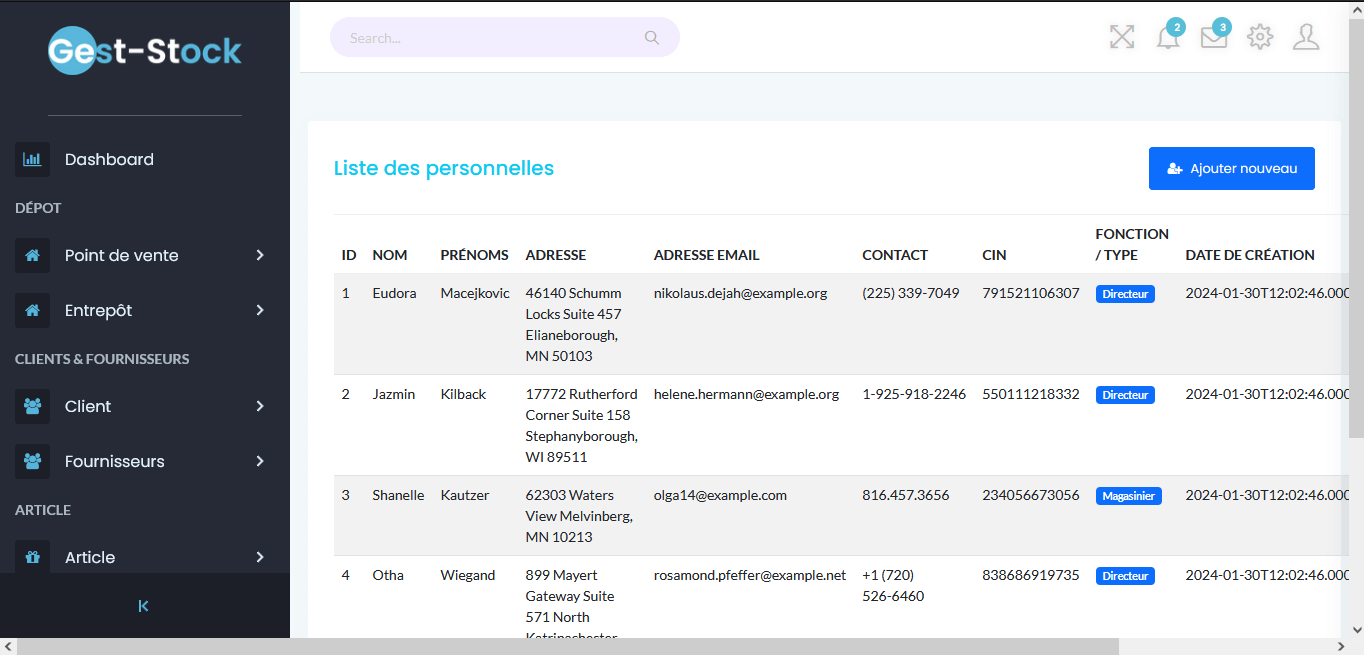 Gest-Stock
Search...
2
3
Dashboard
DÉPOT
Point de vente
Entrepôt
CLIENTS & FOURNISSEURS
Client
Fournisseurs
ARTICLE
Article
Liste des personnelles
Ajouter nouveau
ID NOM PRÉNOMS ADRESSE ADRESSE EMAIL CONTACT CIN FONCTION / TYPE DATE DE CRÉATION
1 Eudora Macejkovic 46140 Schumm nikolaus.dejah@example.org (225) 339-7049 791521106307 Directeur 2024-01-30T12:02:46.000
Locks Suite 457
Elianeborough,
MN 50103
2 Jazmin Kilback 17772 Rutherford helene.hermann@example.org 1-925-918-2246 550111218332 Directeur 2024-01-30T12:02:46.000
Corner Suite 158
Stephanyborough,
WI 89511
3 Shanelle Kautzer 62303 Waters olga14@example.com 816.457.3656 234056673056 Magasinier 2024-01-30T12:02:46.000
View Melvinberg,
MN 10213
4 Otha Wiegand 899 Mayert rosamond.pfeffer@example.net +1 (720) 838686919735 Directeur 2024-01-30T12:02:46.000
Gateway Suite 526-6460
571 North
Katrinachester